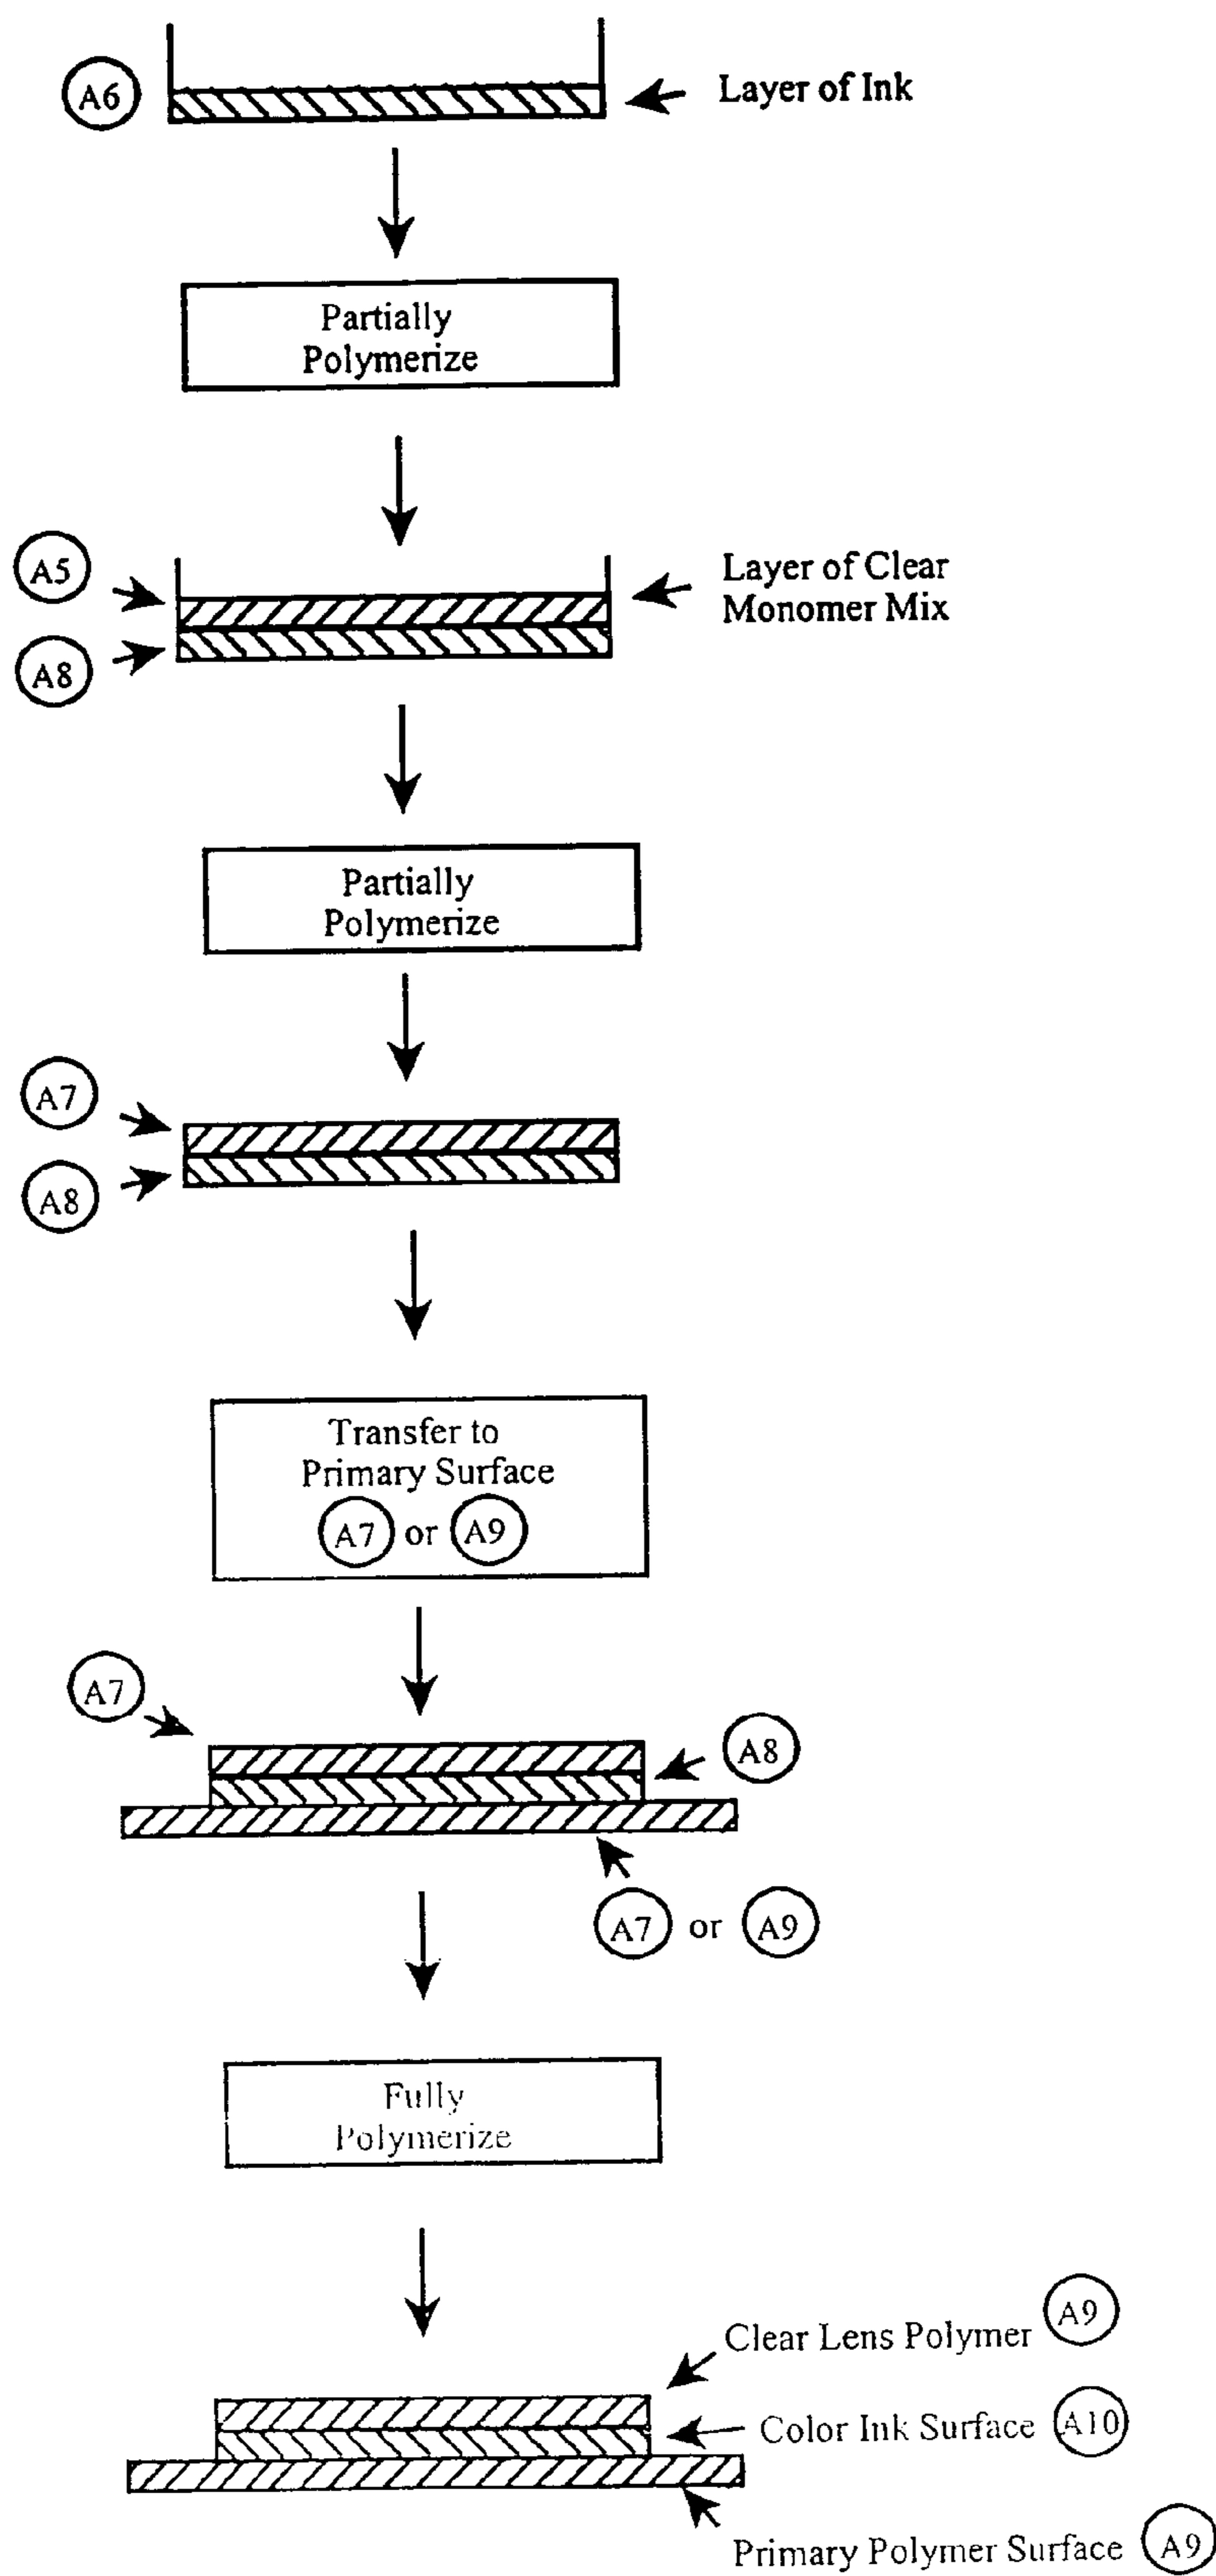 A6
Layer of Ink
Partially
Polymerize
A5
Layer of Clear
Monomer Mix
A8
Partially
Polymerize
A7
A8
Transfer to
Primary Surface
A7 or A9
A7
A8
A7 or A9
Fully
Polymerize
Clear Lens Polymer A9
Color Ink Surface A10
Primary Polymer Surface A9